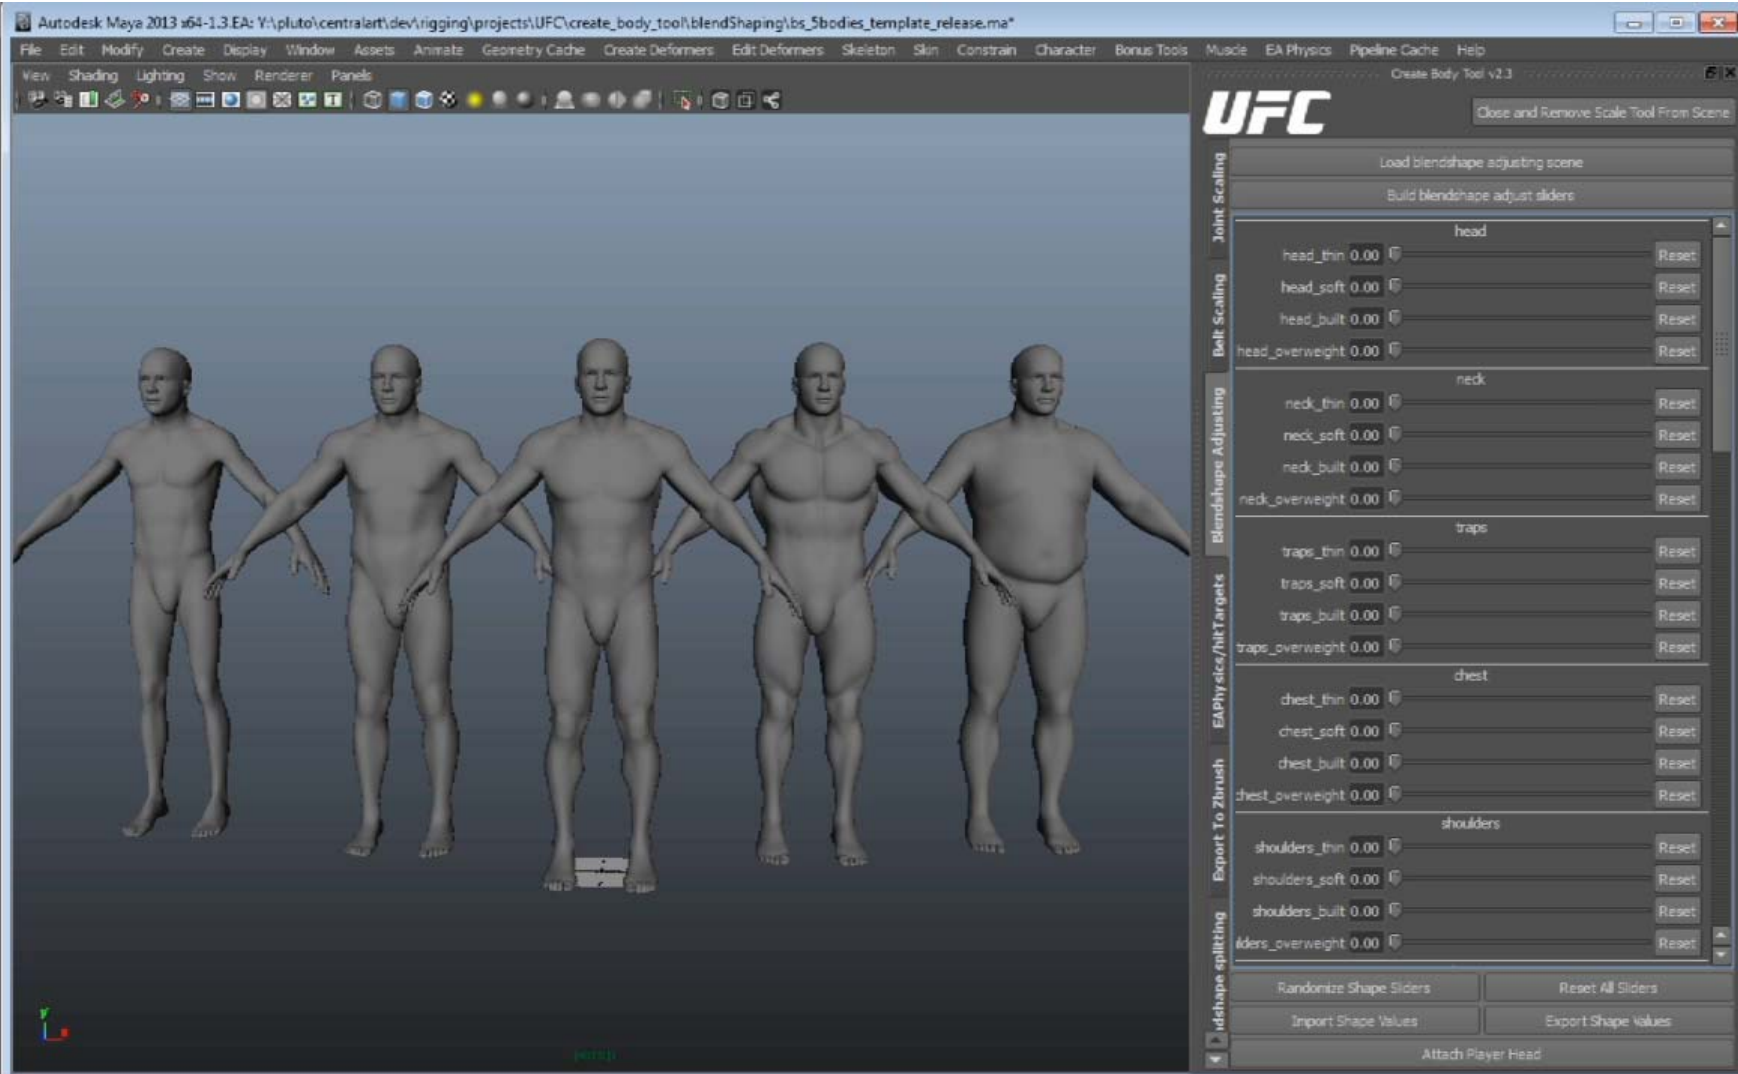 Autodesk Maya 2013 x64-1.3.EA: Y:\pluto\centralart\dev\rigging\projects\UFC\create_body_tool\blendShaping\bs_5bodies_template_release.ma*
File Edit Modify Create Display Window Assets Animate Geometry Cache Create Deformers Edit Deformers Skeleton Skin Constrain Character Bonus Tools Muscle EA Physics Pipeline Cache Help
View Shading Lighting Show Renderer Panels
Create Body Tool v2.3
UFC
Close and Remove Scale Tool From Scene
Joint Scaling
Belt Scaling
Blendshape Adjusting
EAPhysics/hitTargets
Export To Zbrush
dshape splitting
Load blendshape adjusting scene
Build blendshape adjust sliders
head
head_thin 0.00 Reset
head_soft 0.00 Reset
head_built 0.00 Reset
head_overweight 0.00 Reset
neck
neck_thin 0.00 Reset
neck_soft 0.00 Reset
neck_built 0.00 Reset
neck_overweight 0.00 Reset
traps
traps_thin 0.00 Reset
traps_soft 0.00 Reset
traps_built 0.00 Reset
traps_overweight 0.00 Reset
chest
chest_thin 0.00 Reset
chest_soft 0.00 Reset
chest_built 0.00 Reset
chest_overweight 0.00 Reset
shoulders
shoulders_thin 0.00 Reset
shoulders_soft 0.00 Reset
shoulders_built 0.00 Reset
lders_overweight 0.00 Reset
Randomize Shape Sliders Reset All Sliders
Import Shape Values Export Shape Values
Attach Player Head
y
persp